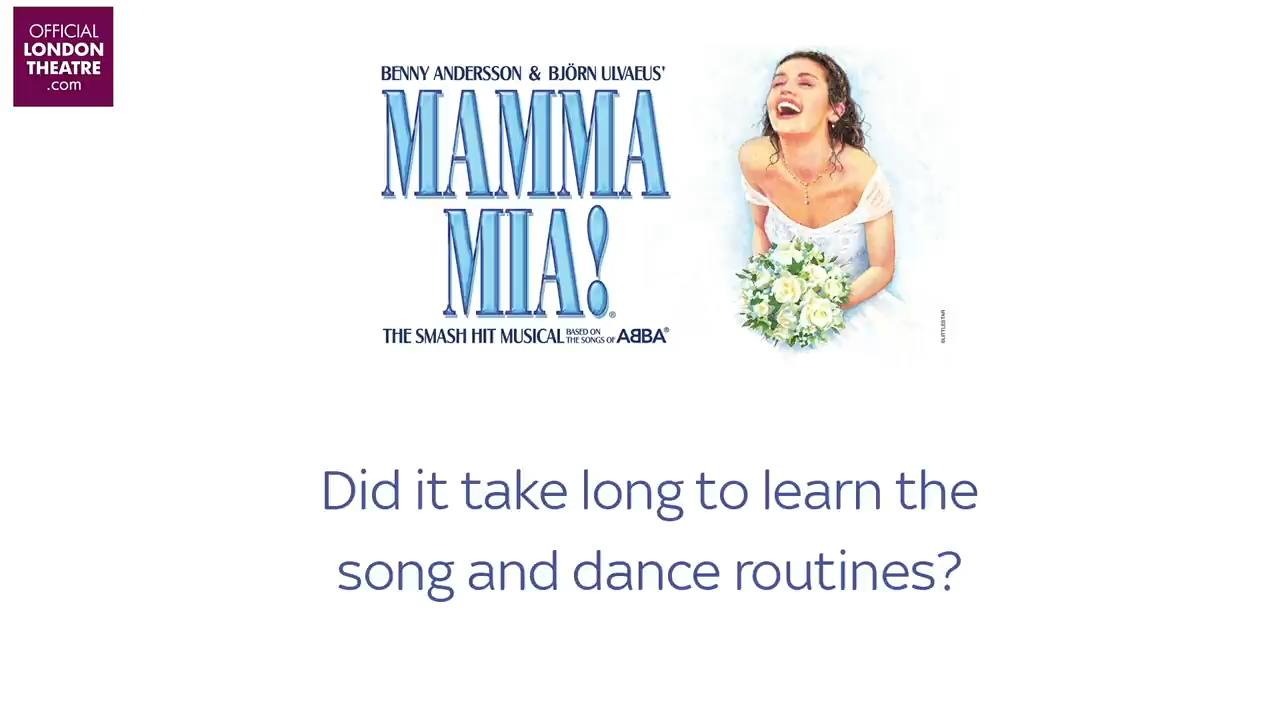 OFFICIAL
LONDON
THEATRE
.com
BENNY ANDERSSON & BJÖRN ULVAEUS'
MAMMA
MIA!®
THE SMASH HIT MUSICAL BASED ON THE SONGS OF ABBA®
©LITTLESTAR
Did it take long to learn the
song and dance routines?